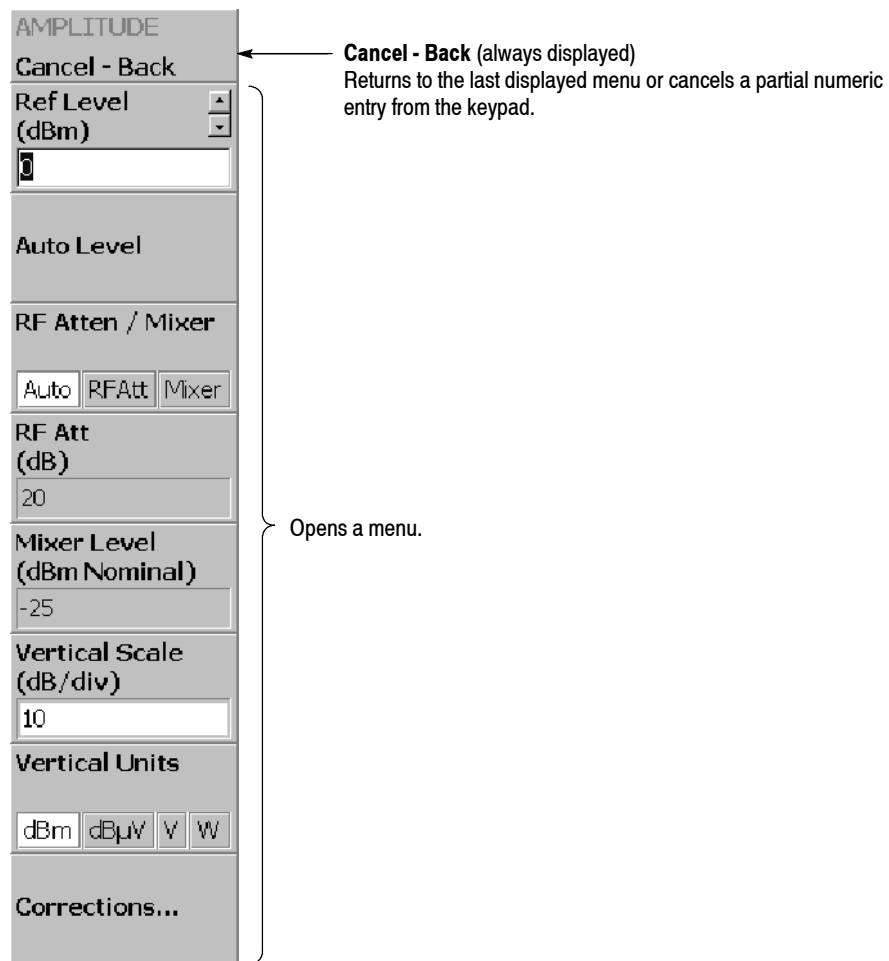 AMPLITUDE
Cancel - Back
Cancel - Back (always displayed)
Returns to the last displayed menu or cancels a partial numeric
entry from the keypad.
Ref Level
(dBm)
0
Auto Level
RF Atten / Mixer
Auto RFAtt Mixer
RF Att
(dB)
20
Mixer Level
(dBm Nominal)
-25
Opens a menu.
Vertical Scale
(dB/div)
10
Vertical Units
dBm dBµV V W
Corrections...